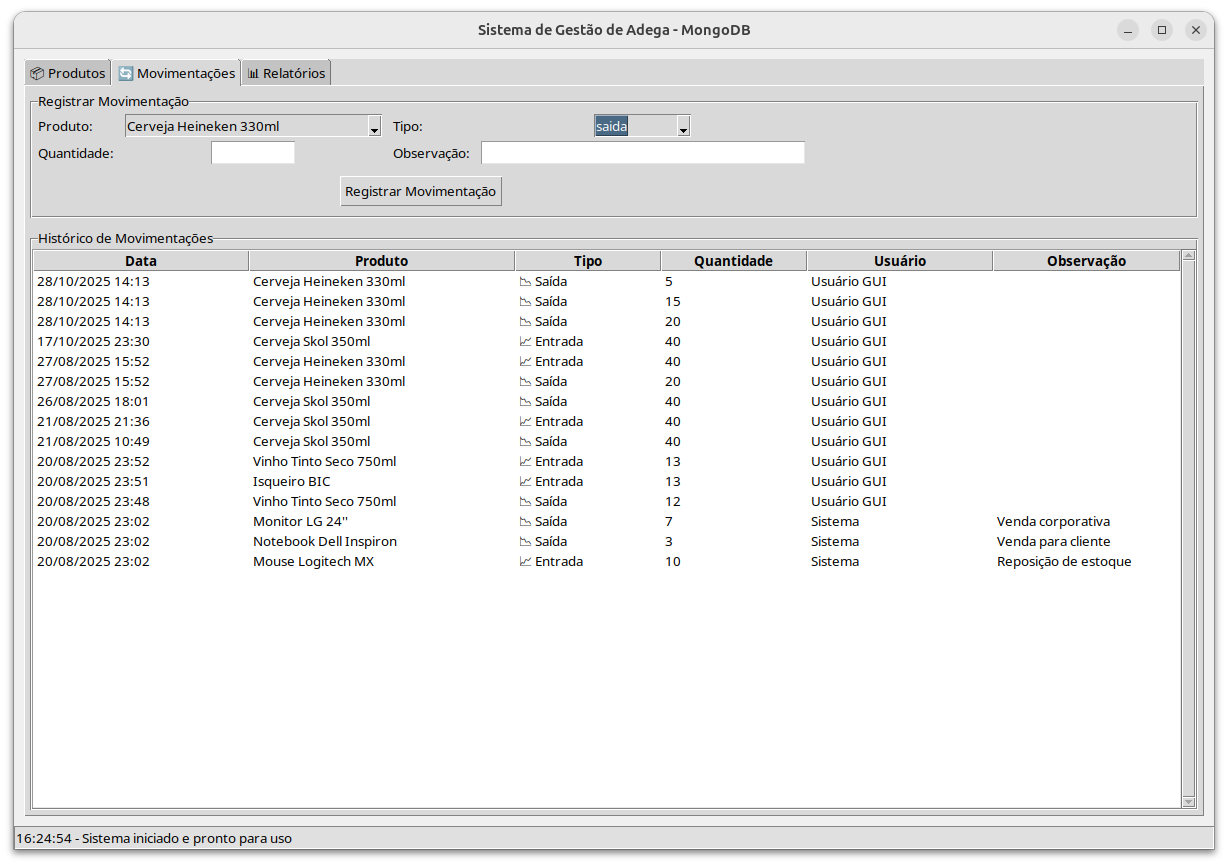 Sistema de Gestão de Adega - MongoDB
Produtos Movimentações Relatórios
Registrar Movimentação
Produto: Cerveja Heineken 330ml Tipo: saida
Quantidade: Observação:
Registrar Movimentação
Histórico de Movimentações
Data Produto Tipo Quantidade Usuário Observação
28/10/2025 14:13 Cerveja Heineken 330ml Saída 5 Usuário GUI
28/10/2025 14:13 Cerveja Heineken 330ml Saída 15 Usuário GUI
28/10/2025 14:13 Cerveja Heineken 330ml Saída 20 Usuário GUI
17/10/2025 23:30 Cerveja Skol 350ml Entrada 40 Usuário GUI
27/08/2025 15:52 Cerveja Heineken 330ml Entrada 40 Usuário GUI
27/08/2025 15:52 Cerveja Heineken 330ml Saída 20 Usuário GUI
26/08/2025 18:01 Cerveja Skol 350ml Saída 40 Usuário GUI
21/08/2025 21:36 Cerveja Skol 350ml Entrada 40 Usuário GUI
21/08/2025 10:49 Cerveja Skol 350ml Saída 40 Usuário GUI
20/08/2025 23:52 Vinho Tinto Seco 750ml Entrada 13 Usuário GUI
20/08/2025 23:51 Isqueiro BIC Entrada 13 Usuário GUI
20/08/2025 23:48 Vinho Tinto Seco 750ml Saída 12 Usuário GUI
20/08/2025 23:02 Monitor LG 24'' Saída 7 Sistema Venda corporativa
20/08/2025 23:02 Notebook Dell Inspiron Saída 3 Sistema Venda para cliente
20/08/2025 23:02 Mouse Logitech MX Entrada 10 Sistema Reposição de estoque
16:24:54 - Sistema iniciado e pronto para uso